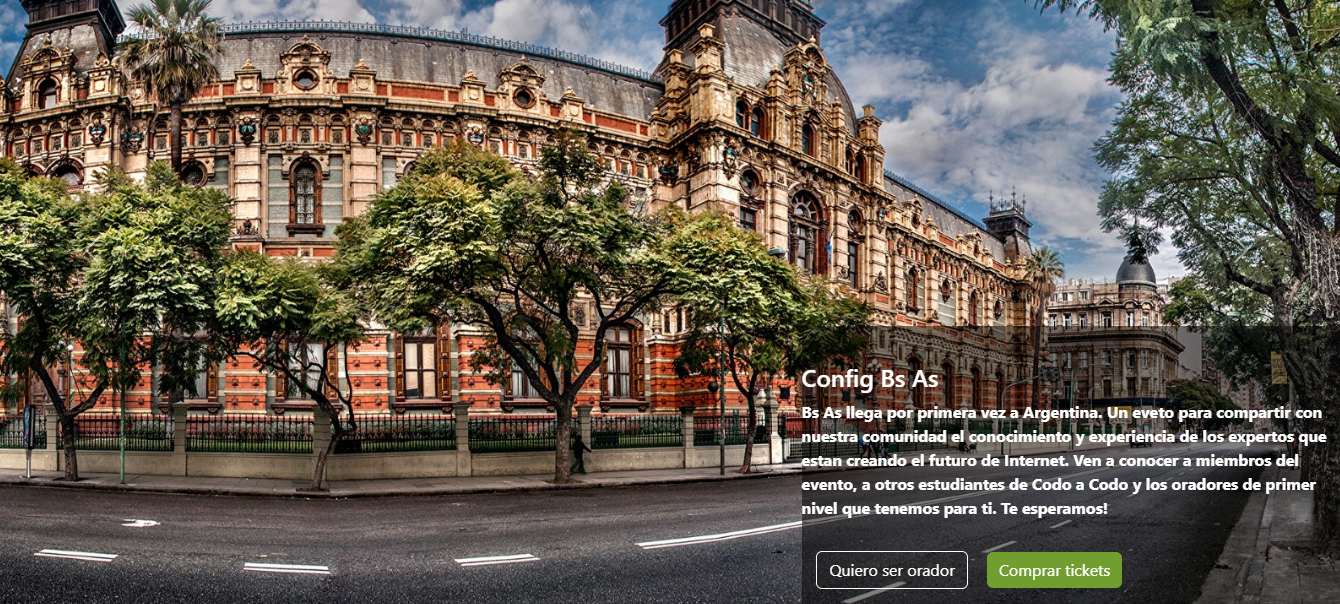 Config Bs As
Bs As llega por primera vez a Argentina. Un eveto para compartir con
nuestra comunidad el conocimiento y experiencia de los expertos que
estan creando el futuro de Internet. Ven a conocer a miembros del
evento, a otros estudiantes de Codo a Codo y los oradores de primer
nivel que tenemos para ti. Te esperamos!
Quiero ser orador
Comprar tickets